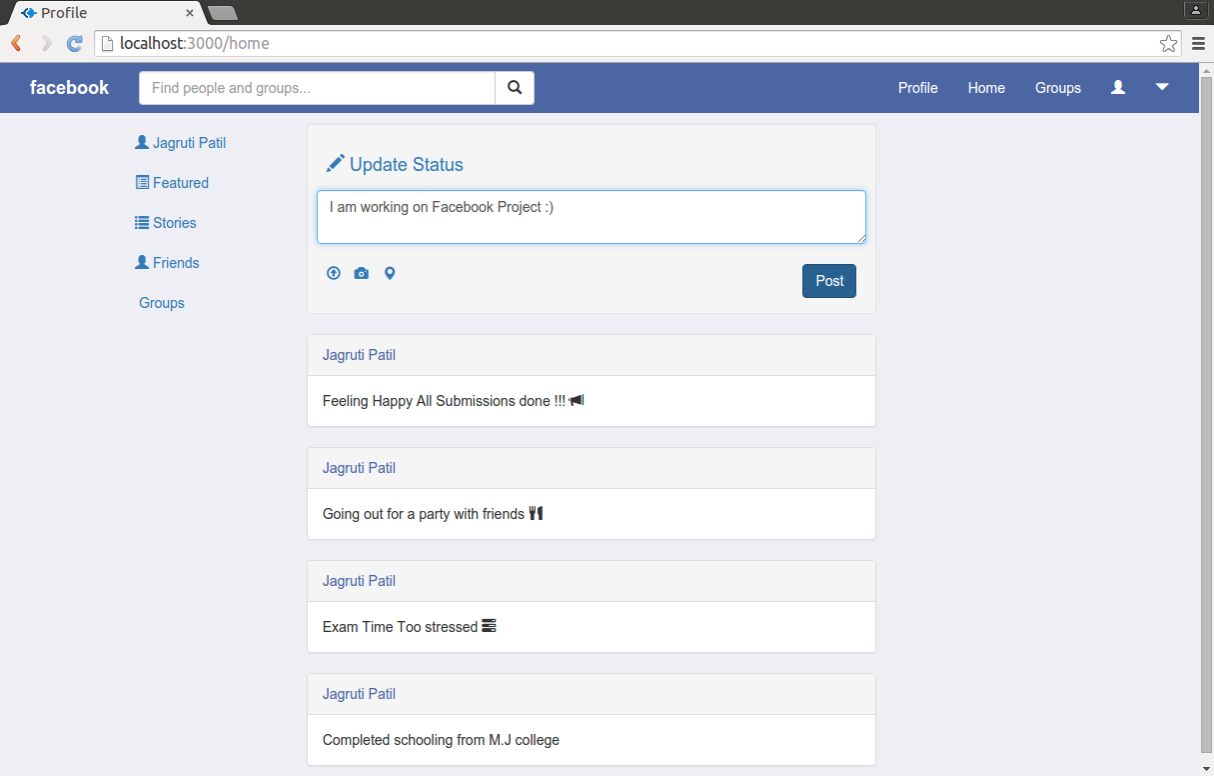 Profile
localhost:3000/home
facebook
Find people and groups...
Profile Home Groups
Jagruti Patil
Featured
Stories
Friends
Groups
Update Status
I am working on Facebook Project :)
Post
Jagruti Patil
Feeling Happy All Submissions done !!!
Jagruti Patil
Going out for a party with friends
Jagruti Patil
Exam Time Too stressed
Jagruti Patil
Completed schooling from M.J college